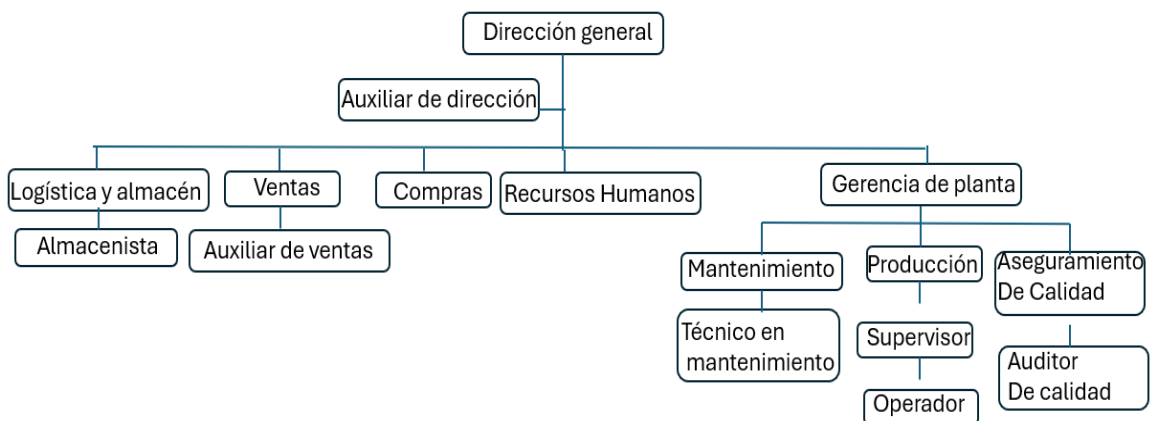 Dirección general
Auxiliar de dirección
Logística y almacén
Ventas
Compras
Recursos Humanos
Gerencia de planta
Almacenista
Auxiliar de ventas
Mantenimiento
Producción
Aseguramiento
De Calidad
Técnico en
mantenimiento
Supervisor
Auditor
De calidad
Operador